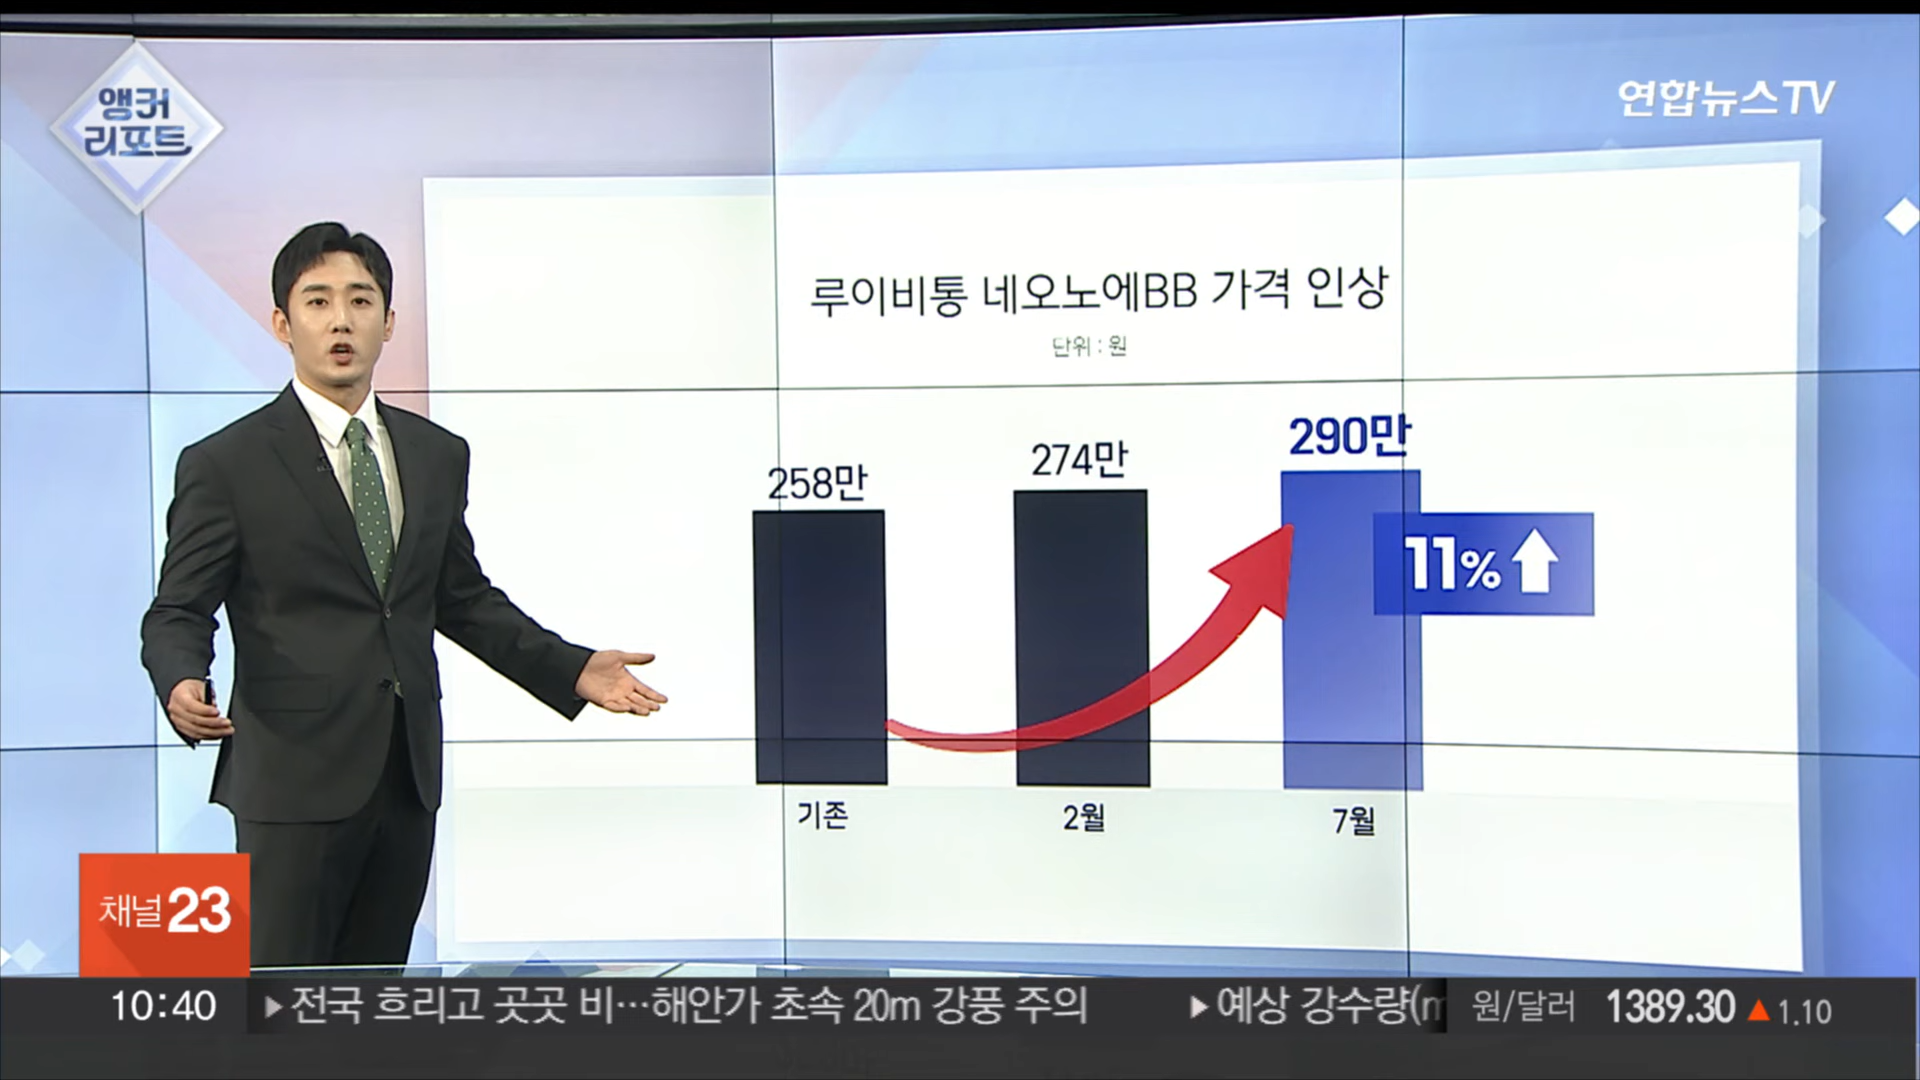 앵커
리포트
연합뉴스TV
루이비통 네오노에BB 가격 인상
단위 : 원
258만
274만
290만
11%
기존
2월
7월
채널23
10:40
▶전국 흐리고 곳곳 비…해안가 초속 20m 강풍 주의
▶예상 강수량(m
원/달러 1389.30 ▲1.10